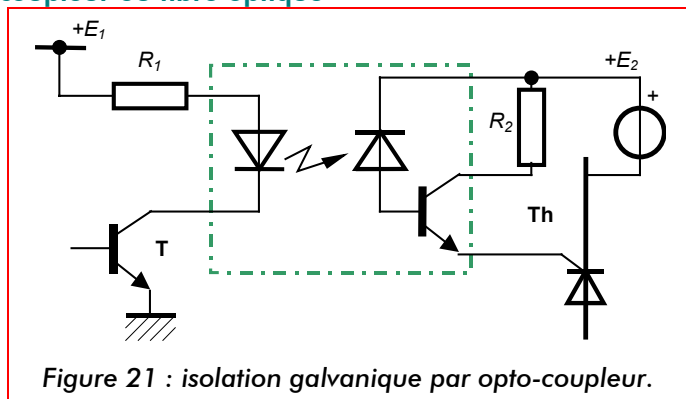 +E1
R1
+E2
+
R2
Th
T
Figure 21 : isolation galvanique par opto-coupleur.